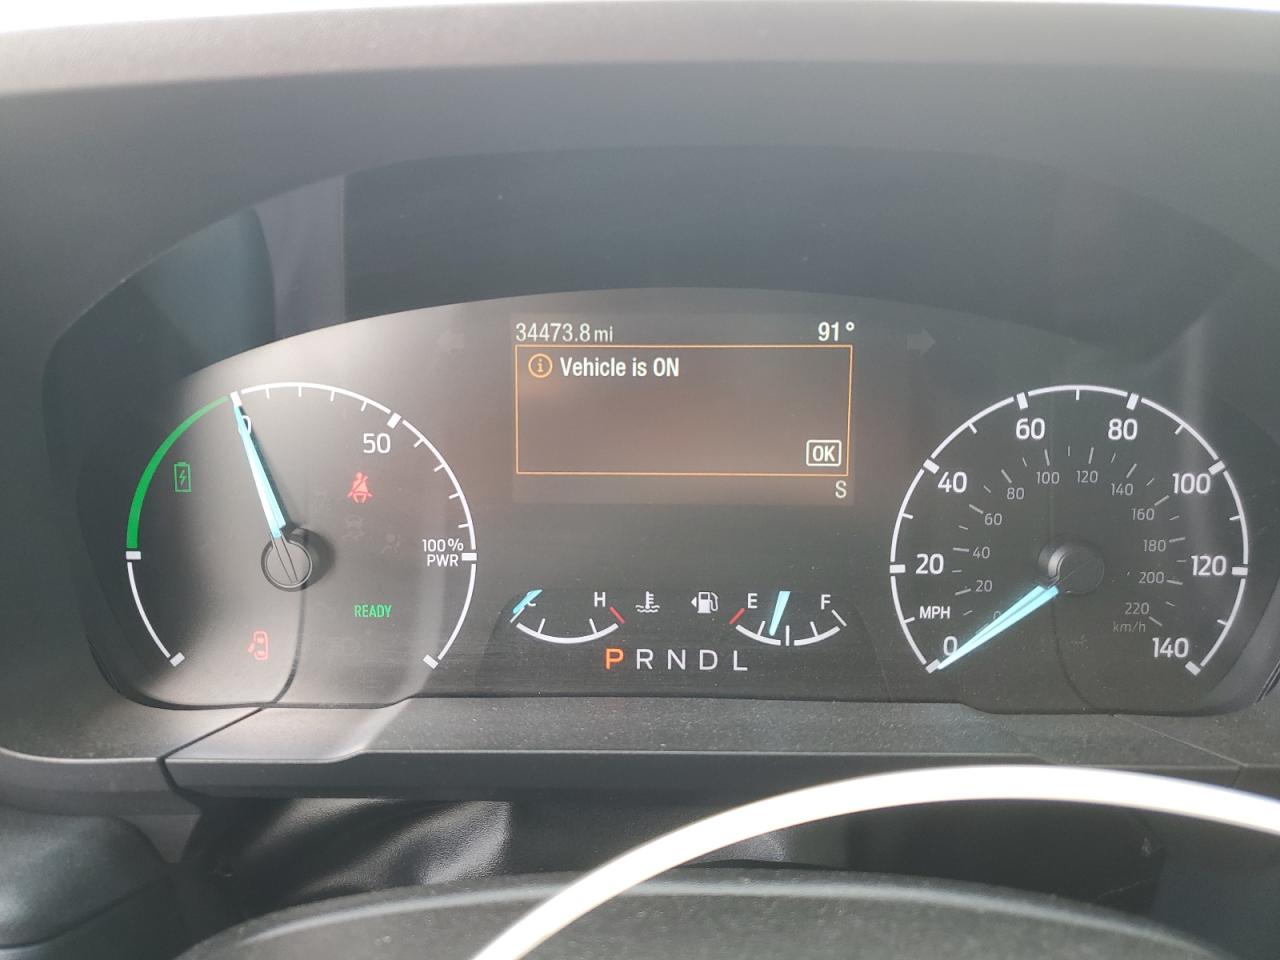 34473.8 mi 91°
i Vehicle is ON
OK
S
0
50
100%
PWR
READY
C H
E F
P R N D L
0 20 40 60 80 100 120 140
MPH
20 40 60 80 100 120 140 160 180 200 220
km/h